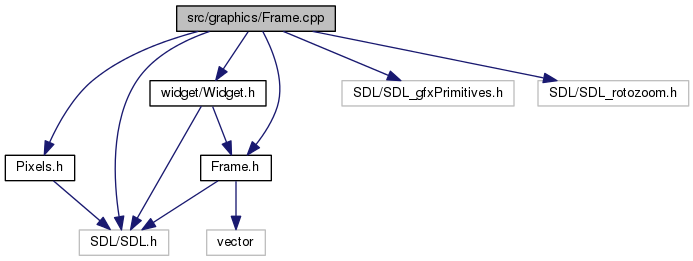 src/graphics/Frame.cpp
widget/Widget.h
SDL/SDL_gfxPrimitives.h
SDL/SDL_rotozoom.h
Pixels.h
Frame.h
SDL/SDL.h
vector